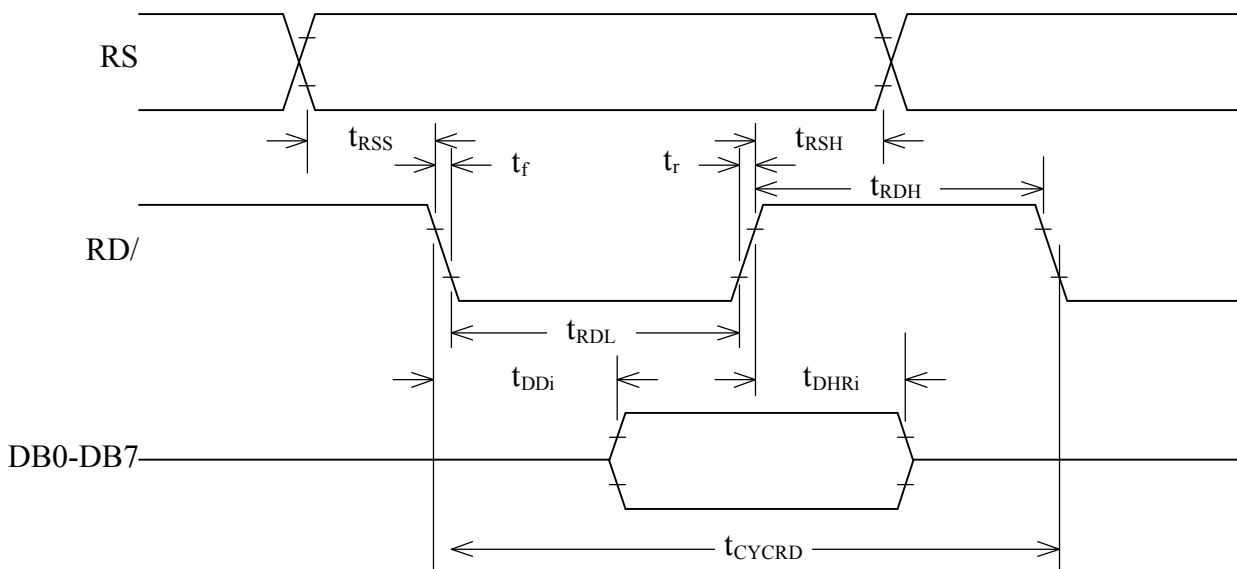 RS
tRSS
tRSH
tf
tr
tRDH
RD/
tRDL
tDDi
tDHRi
DB0-DB7
tCYCRD